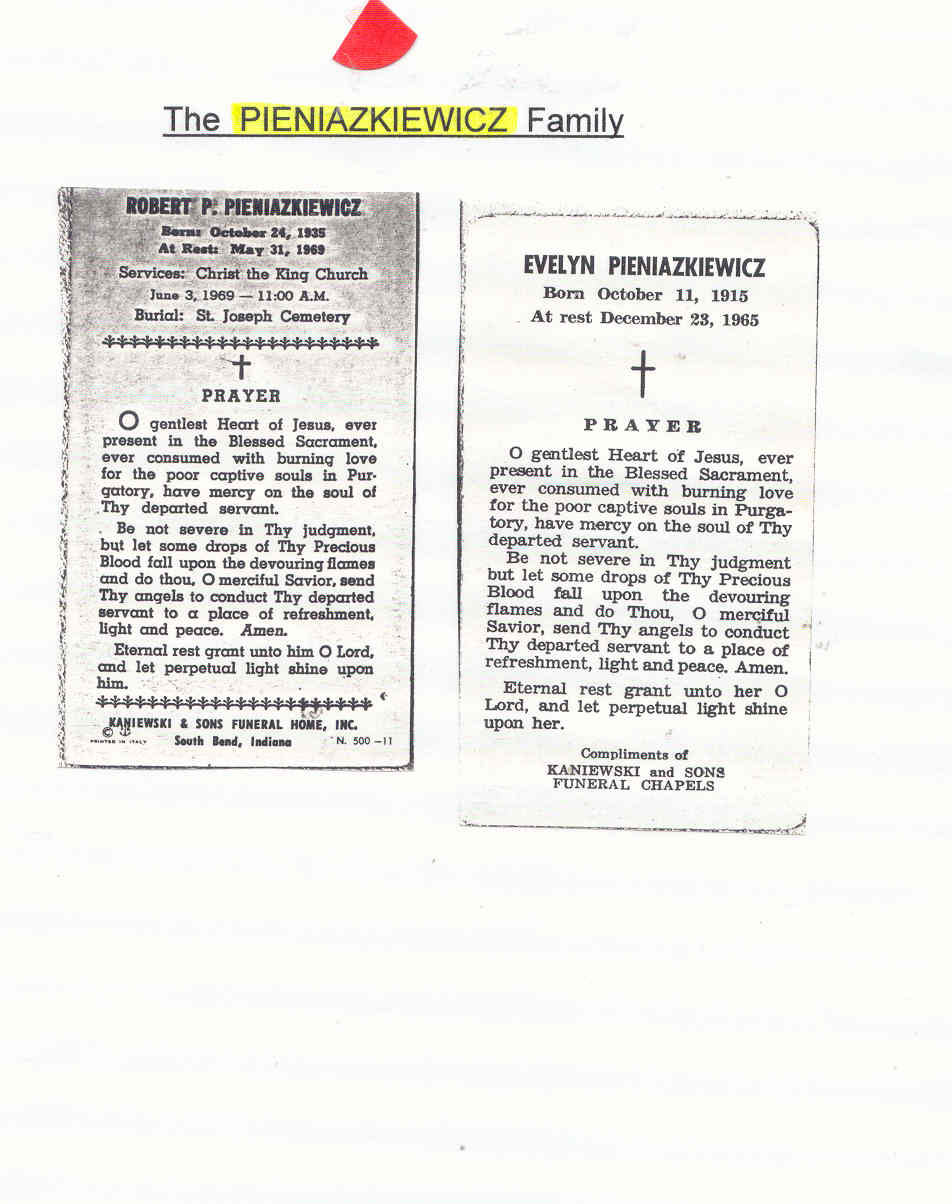 The PIENIAZKIEWICZ Family
ROBERT P. PIENIAZKIEWICZ
Born: October 24, 1935
At Rest: May 31, 1969
Services: Christ the King Church
June 3, 1969 — 11:00 A.M.
Burial: St. Joseph Cemetery
PRAYER
O gentlest Heart of Jesus, ever
present in the Blessed Sacrament,
ever consumed with burning love
for the poor captive souls in Pur-
gatory, have mercy on the soul of
Thy departed servant.
Be not severe in Thy judgment,
but let some drops of Thy Precious
Blood fall upon the devouring flames
and do thou, O merciful Savior, send
Thy angels to conduct Thy departed
servant to a place of refreshment,
light and peace. Amen.
Eternal rest grant unto him O Lord,
and let perpetual light shine upon
him.
KANIEWSKI & SONS FUNERAL HOME, INC.
© PRINTED IN ITALY South Bend, Indiana N. 500-11
EVELYN PIENIAZKIEWICZ
Born October 11, 1915
At rest December 23, 1965
PRAYER
O gentlest Heart of Jesus, ever
present in the Blessed Sacrament,
ever consumed with burning love
for the poor captive souls in Purga-
tory, have mercy on the soul of Thy
departed servant.
Be not severe in Thy judgment
but let some drops of Thy Precious
Blood fall upon the devouring
flames and do Thou, O merciful
Savior, send Thy angels to conduct
Thy departed servant to a place of
refreshment, light and peace. Amen.
Eternal rest grant unto her O
Lord, and let perpetual light shine
upon her.
Compliments of
KANIEWSKI and SONS
FUNERAL CHAPELS